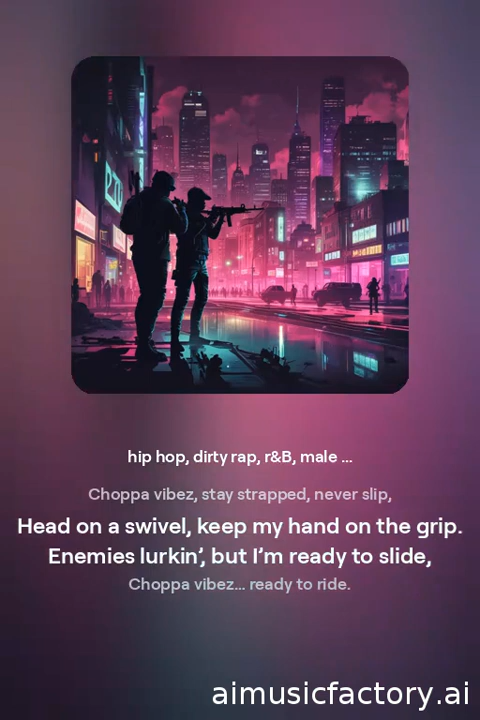 hip hop, dirty rap, r&B, male ...
Choppa vibez, stay strapped, never slip,
Head on a swivel, keep my hand on the grip.
Enemies lurkin’, but I’m ready to slide,
Choppa vibez... ready to ride.
aimusicfactory.ai